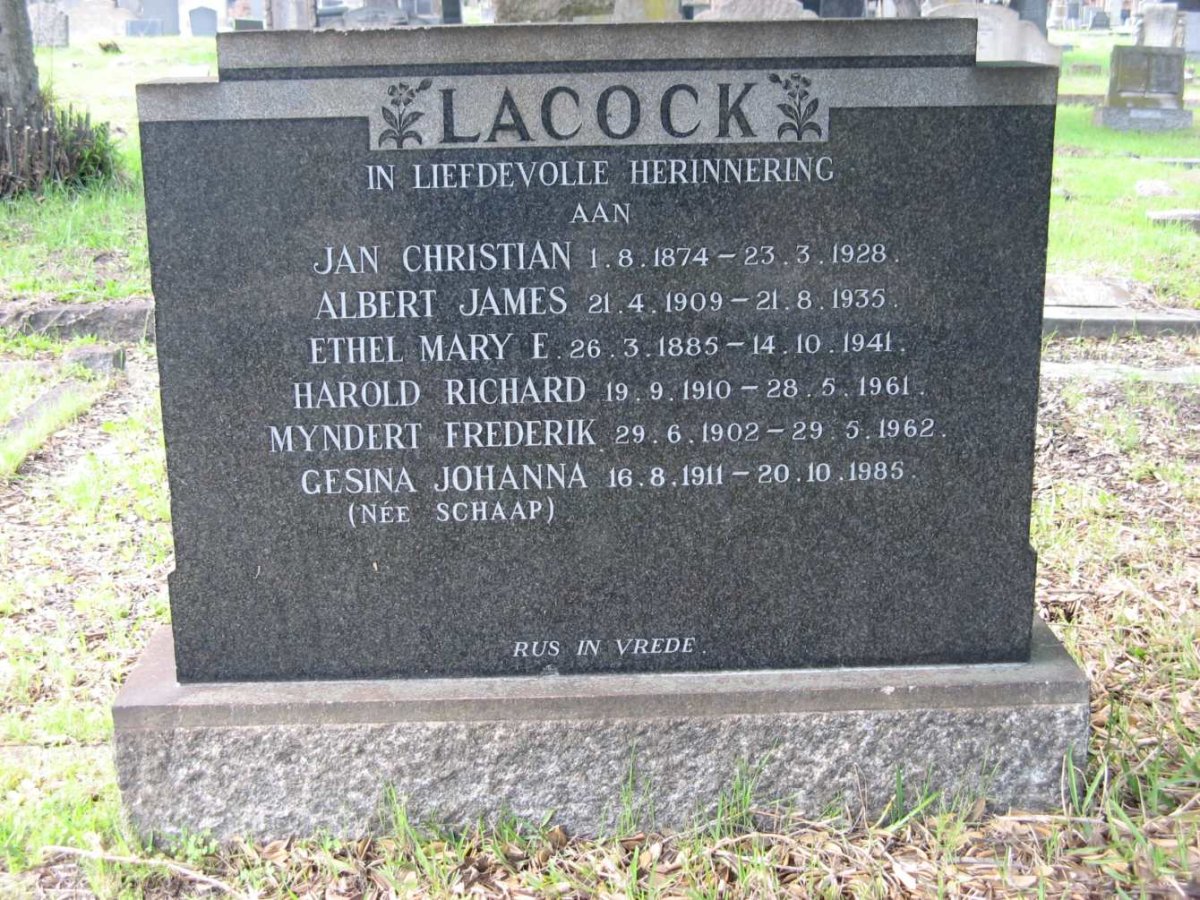 LACOCK
IN LIEFDEVOLLE HERINNERING
AAN
JAN CHRISTIAN 1.8.1874 – 23.3.1928.
ALBERT JAMES 21.4.1909 – 21.8.1935.
ETHEL MARY E. 26.3.1885 – 14.10.1941.
HAROLD RICHARD 19.9.1910 – 28.5.1961.
MYNDERT FREDERIK 29.6.1902 – 29.5.1962.
GESINA JOHANNA 16.8.1911 – 20.10.1985.
(NÉE SCHAAP)
RUS IN VREDE.